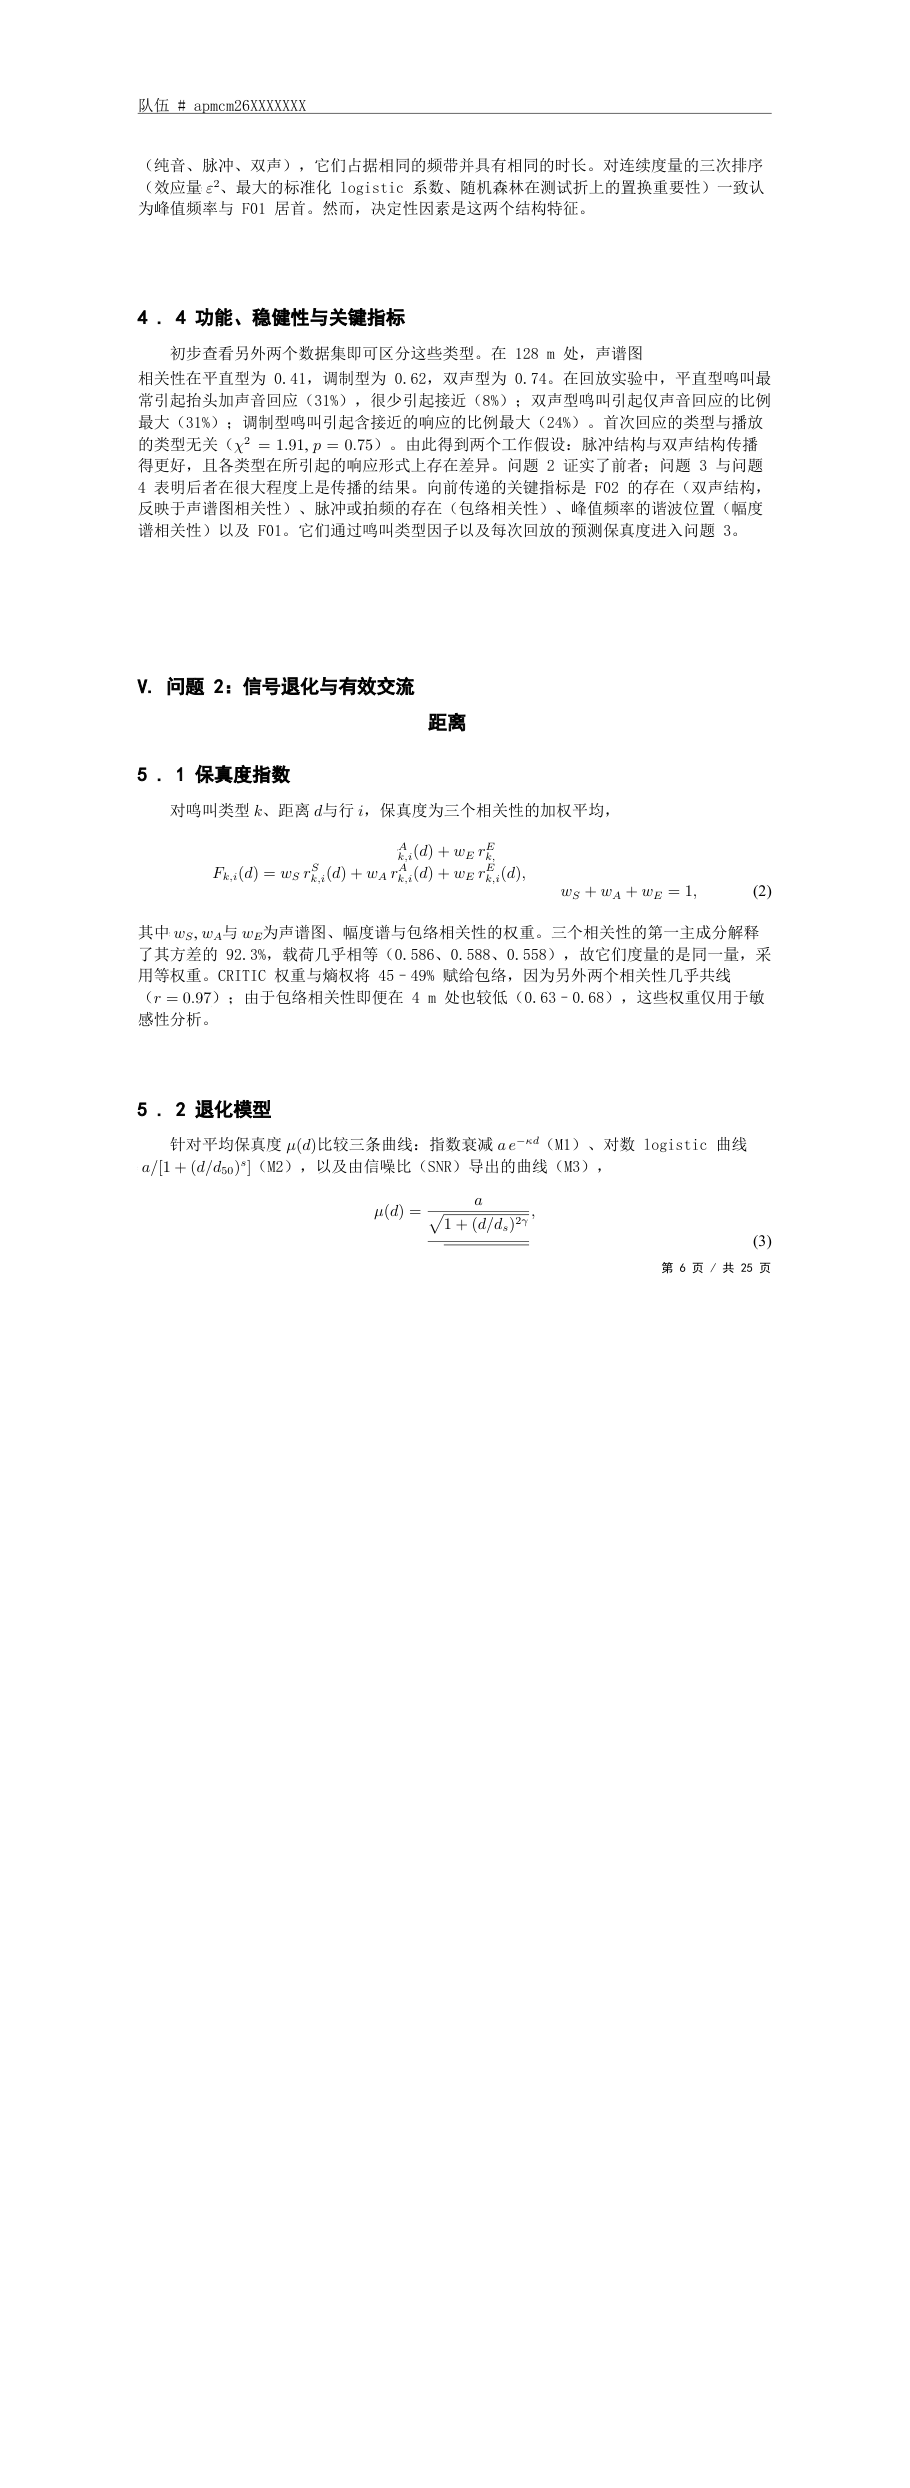 队伍 # apmcm26XXXXXXX
（纯音、脉冲、双声），它们占据相同的频带并具有相同的时长。对连续度量的三次排序
（效应量 ε²、最大的标准化 logistic 系数、随机森林在测试折上的置换重要性）一致认
为峰值频率与 F01 居首。然而，决定性因素是这两个结构特征。
4 . 4 功能、稳健性与关键指标
初步查看另外两个数据集即可区分这些类型。在 128 m 处，声谱图
相关性在平直型为 0.41，调制型为 0.62，双声型为 0.74。在回放实验中，平直型鸣叫最
常引起抬头加声音回应（31%），很少引起接近（8%）；双声型鸣叫引起仅声音回应的比例
最大（31%）；调制型鸣叫引起含接近的响应的比例最大（24%）。首次回应的类型与播放
的类型无关（χ² = 1.91, p = 0.75）。由此得到两个工作假设：脉冲结构与双声结构传播
得更好，且各类型在所引起的响应形式上存在差异。问题 2 证实了前者；问题 3 与问题
4 表明后者在很大程度上是传播的结果。向前传递的关键指标是 F02 的存在（双声结构，
反映于声谱图相关性）、脉冲或拍频的存在（包络相关性）、峰值频率的谐波位置（幅度
谱相关性）以及 F01。它们通过鸣叫类型因子以及每次回放的预测保真度进入问题 3。
V. 问题 2：信号退化与有效交流
距离
5 . 1 保真度指数
对鸣叫类型 k、距离 d与行 i，保真度为三个相关性的加权平均，
^A_{k,i}(d) + w_E r^E_{k,}
F_{k,i}(d) = w_S r^S_{k,i}(d) + w_A r^A_{k,i}(d) + w_E r^E_{k,i}(d),
w_S + w_A + w_E = 1, (2)
其中 w_S, w_A与 w_E为声谱图、幅度谱与包络相关性的权重。三个相关性的第一主成分解释
了其方差的 92.3%，载荷几乎相等（0.586、0.588、0.558），故它们度量的是同一量，采
用等权重。CRITIC 权重与熵权将 45–49% 赋给包络，因为另外两个相关性几乎共线
（r = 0.97）；由于包络相关性即便在 4 m 处也较低（0.63–0.68），这些权重仅用于敏
感性分析。
5 . 2 退化模型
针对平均保真度 μ(d)比较三条曲线：指数衰减 a e^{−κd}（M1）、对数 logistic 曲线
a/[1 + (d/d_{50})^s]（M2），以及由信噪比（SNR）导出的曲线（M3），
μ(d) = a / √(1 + (d/d_s)^{2γ}),
(3)
第 6 页 / 共 25 页